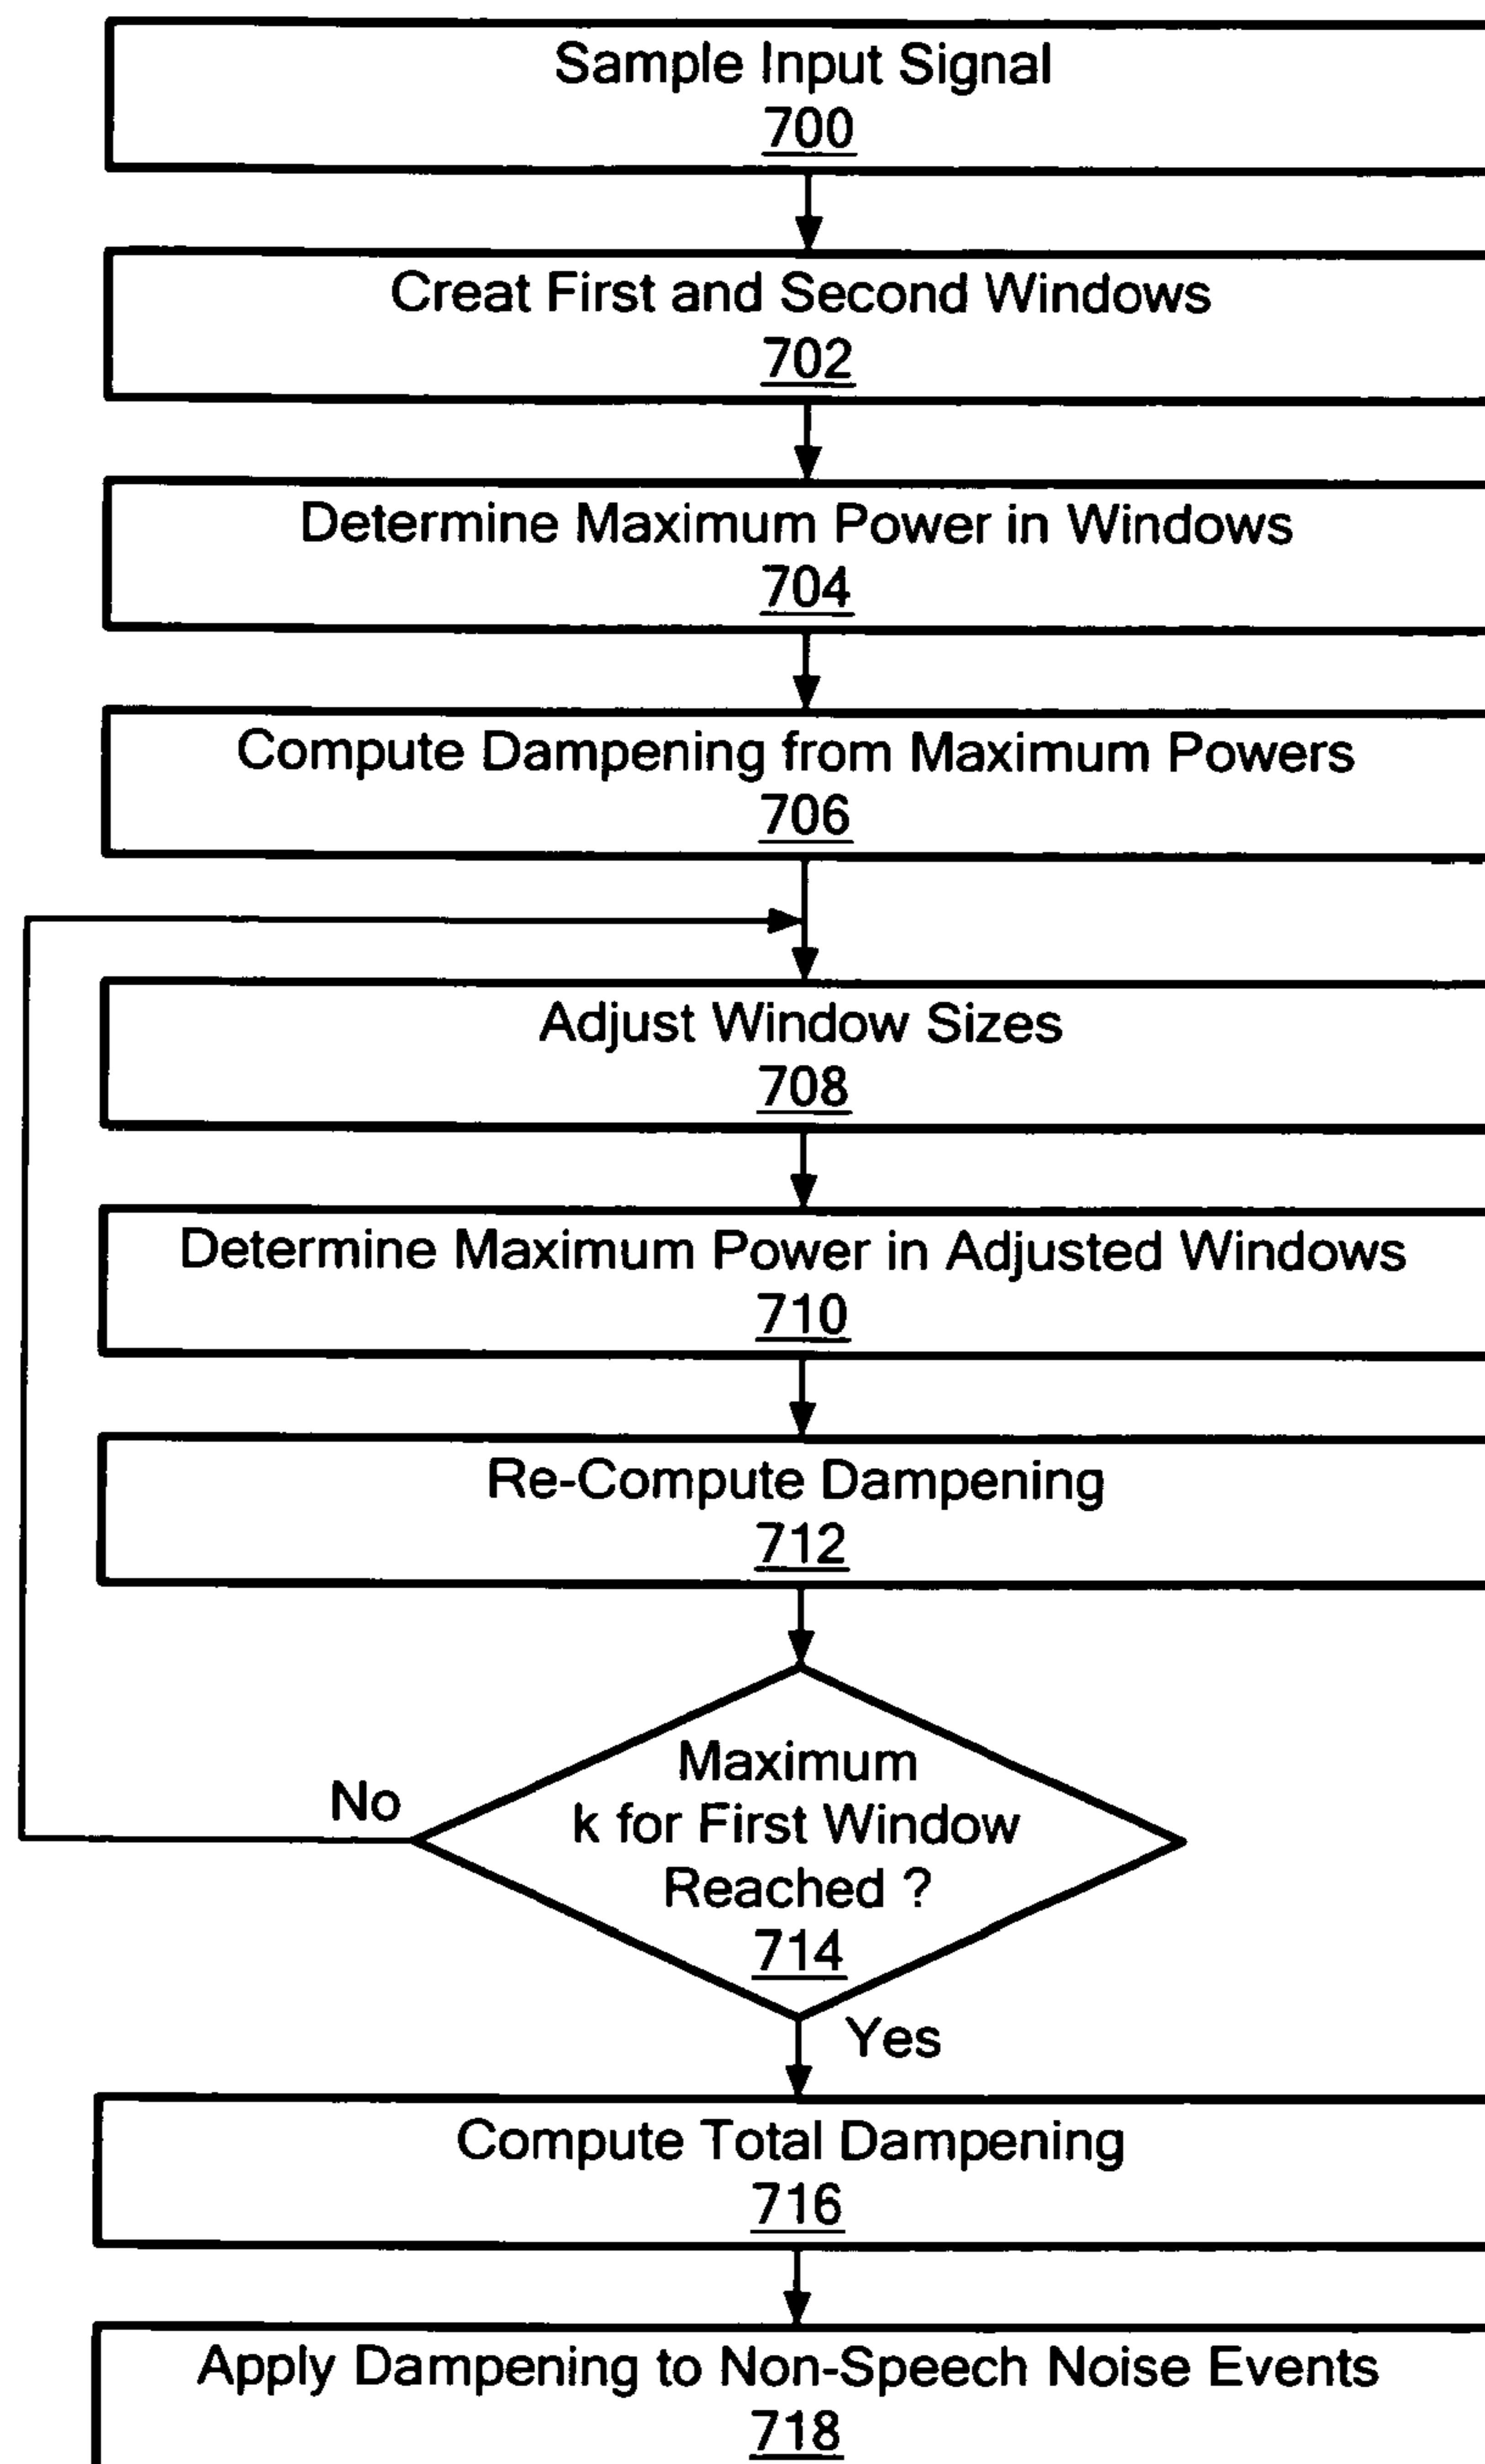 Sample Input Signal
700
Creat First and Second Windows
702
Determine Maximum Power in Windows
704
Compute Dampening from Maximum Powers
706
Adjust Window Sizes
708
Determine Maximum Power in Adjusted Windows
710
Re-Compute Dampening
712
Maximum
k for First Window
Reached ?
714
No
Yes
Compute Total Dampening
716
Apply Dampening to Non-Speech Noise Events
718